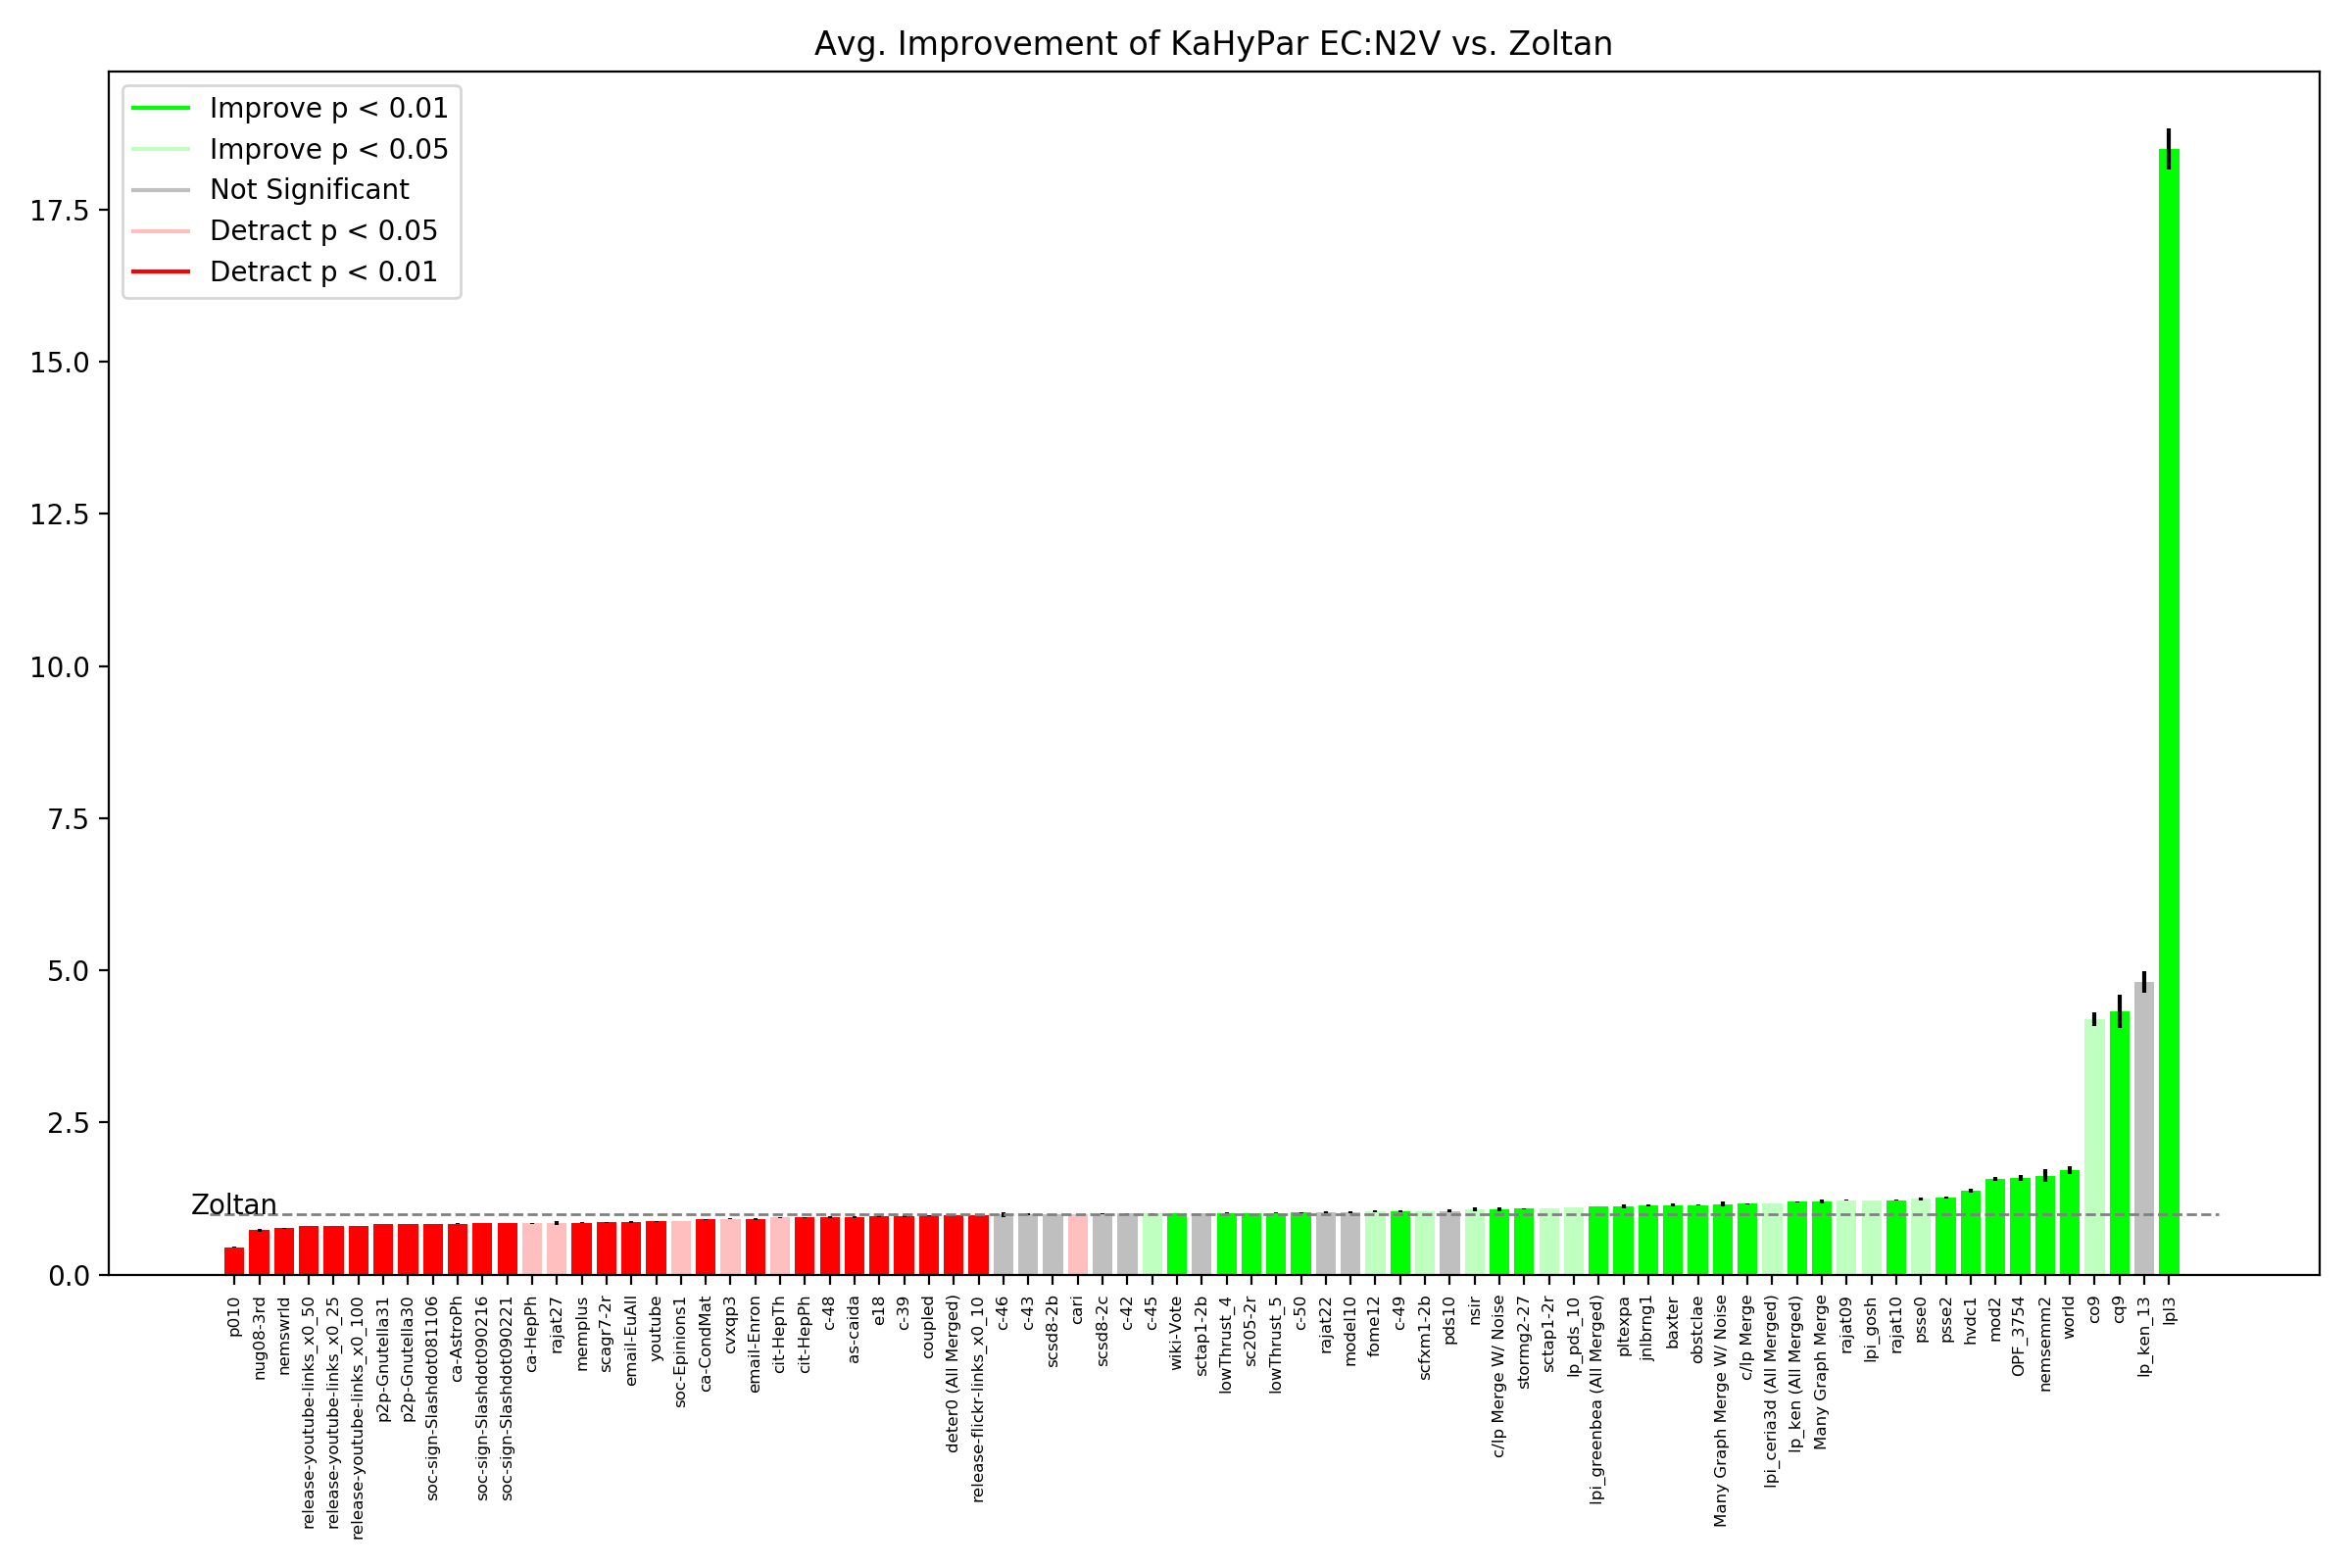 Avg. Improvement of KaHyPar EC:N2V vs. Zoltan
Improve p < 0.01
Improve p < 0.05
Not Significant
Detract p < 0.05
Detract p < 0.01
17.5
15.0
12.5
10.0
7.5
5.0
2.5
0.0
Zoltan
p010
nug08-3rd
nemswrld
release-youtube-links_x0_50
release-youtube-links_x0_25
release-youtube-links_x0_100
p2p-Gnutella31
p2p-Gnutella30
soc-sign-Slashdot081106
ca-AstroPh
soc-sign-Slashdot090216
soc-sign-Slashdot090221
ca-HepPh
rajat27
memplus
scagr7-2r
email-EuAll
youtube
soc-Epinions1
ca-CondMat
cvxqp3
email-Enron
cit-HepTh
cit-HepPh
c-48
as-caida
e18
c-39
coupled
deter0 (All Merged)
release-flickr-links_x0_10
c-46
c-43
scsd8-2b
cari
scsd8-2c
c-42
c-45
wiki-Vote
sctap1-2b
lowThrust_4
sc205-2r
lowThrust_5
c-50
rajat22
model10
fome12
c-49
scfxm1-2b
pds10
nsir
c/lp Merge W/ Noise
stormg2-27
sctap1-2r
lp_pds_10
lpi_greenbea (All Merged)
pltexpa
jnlbrng1
baxter
obstclae
Many Graph Merge W/ Noise
c/lp Merge
lpi_ceria3d (All Merged)
lp_ken (All Merged)
Many Graph Merge
rajat09
lpi_gosh
rajat10
psse0
psse2
hvdc1
mod2
OPF_3754
nemsemm2
world
co9
cq9
lp_ken_13
lpl3